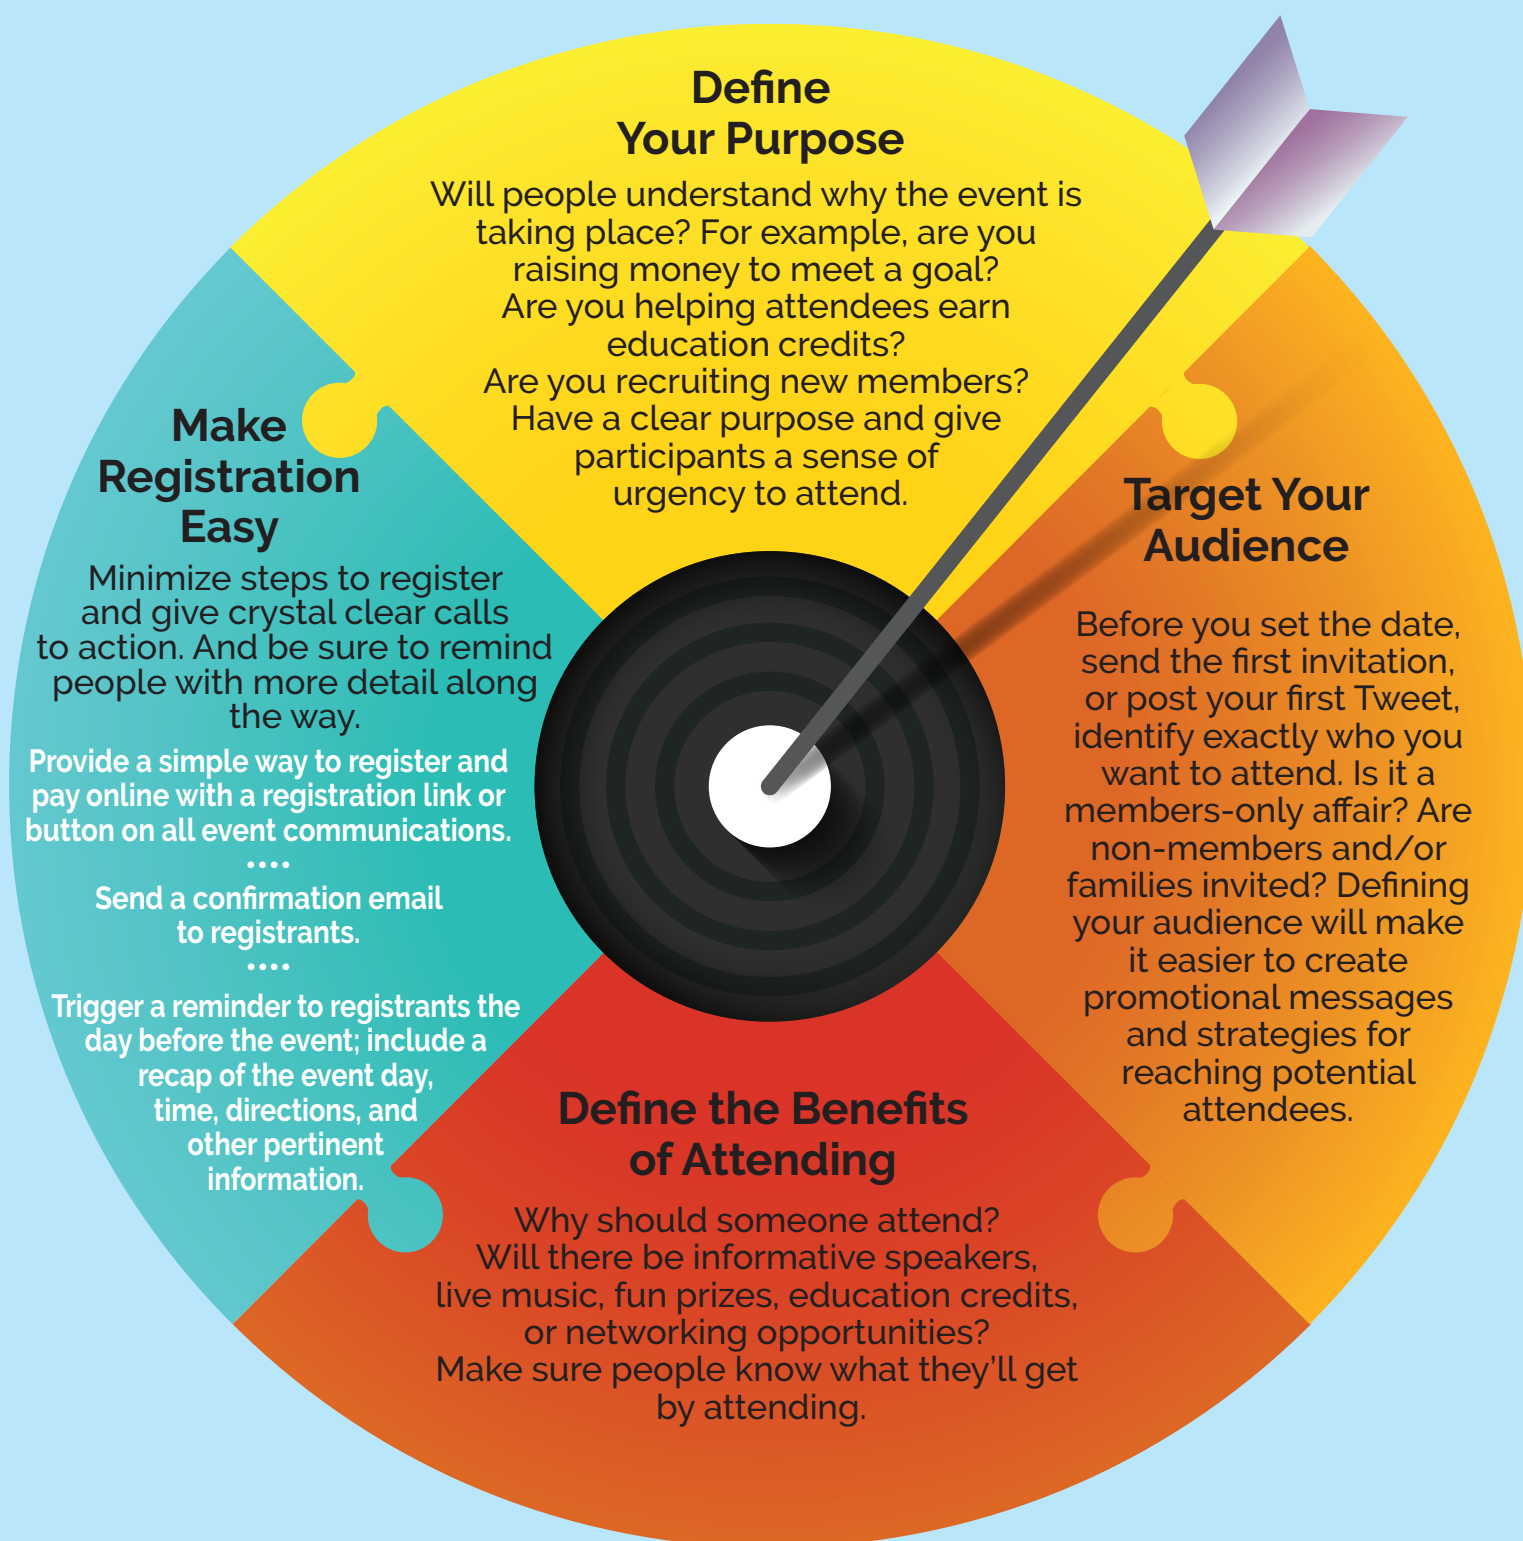 Define
Your Purpose
Will people understand why the event is
taking place? For example, are you
raising money to meet a goal?
Are you helping attendees earn
education credits?
Are you recruiting new members?
Have a clear purpose and give
participants a sense of
urgency to attend.
Target Your
Audience
Before you set the date,
send the first invitation,
or post your first Tweet,
identify exactly who you
want to attend. Is it a
members-only affair? Are
non-members and/or
families invited? Defining
your audience will make
it easier to create
promotional messages
and strategies for
reaching potential
attendees.
Define the Benefits
of Attending
Why should someone attend?
Will there be informative speakers,
live music, fun prizes, education credits,
or networking opportunities?
Make sure people know what they'll get
by attending.
Make
Registration
Easy
Minimize steps to register
and give crystal clear calls
to action. And be sure to remind
people with more detail along
the way.
Provide a simple way to register and
pay online with a registration link or
button on all event communications.
••••
Send a confirmation email
to registrants.
••••
Trigger a reminder to registrants the
day before the event; include a
recap of the event day,
time, directions, and
other pertinent
information.